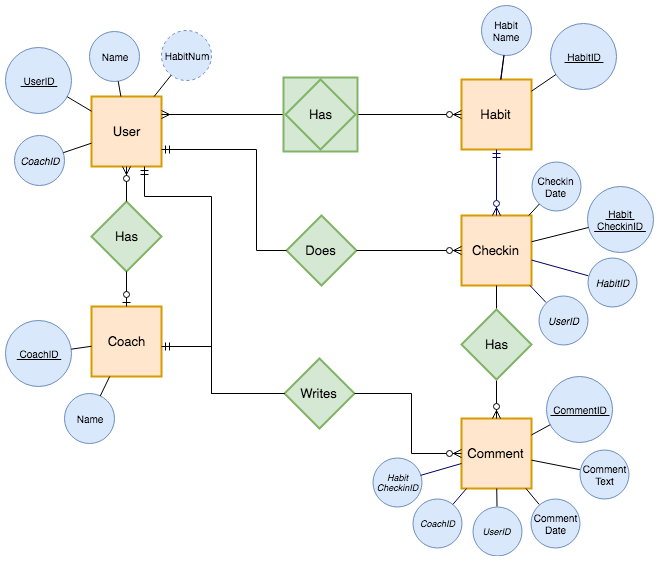 Habit
Name
Name
HabitNum
HabitID
UserID
Has
Habit
User
CoachID
Checkin
Date
Habit
CheckinID
Has
Does
Checkin
HabitID
UserID
Coach
CoachID
Has
Writes
Name
CommentID
Comment
Comment
Text
Habit
CheckinID
CoachID
UserID
Comment
Date